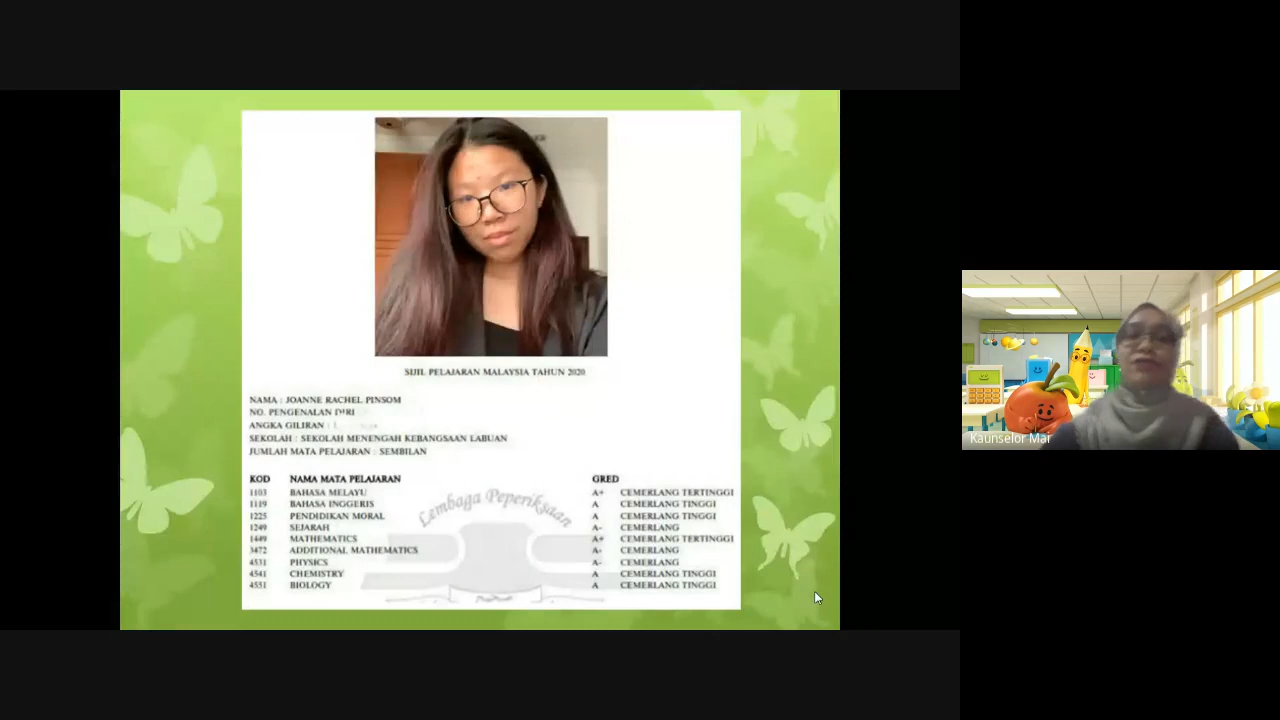 SIJIL PELAJARAN MALAYSIA TAHUN 2020
NAMA : JOANNE RACHEL PINSOM
NO. PENGENALAN DIRI
ANGKA GILIRAN :
SEKOLAH : SEKOLAH MENENGAH KEBANGSAAN LABUAN
JUMLAH MATA PELAJARAN : SEMBILAN
KOD NAMA MATA PELAJARAN GRED
1103 BAHASA MELAYU A+ CEMERLANG TERTINGGI
1119 BAHASA INGGERIS A CEMERLANG TINGGI
1225 PENDIDIKAN MORAL A CEMERLANG TINGGI
1249 SEJARAH A- CEMERLANG
1449 MATHEMATICS A+ CEMERLANG TERTINGGI
3472 ADDITIONAL MATHEMATICS A- CEMERLANG
4531 PHYSICS A- CEMERLANG
4541 CHEMISTRY A CEMERLANG TINGGI
4551 BIOLOGY A CEMERLANG TINGGI
Lembaga Peperiksaan
Kaunselor Mai